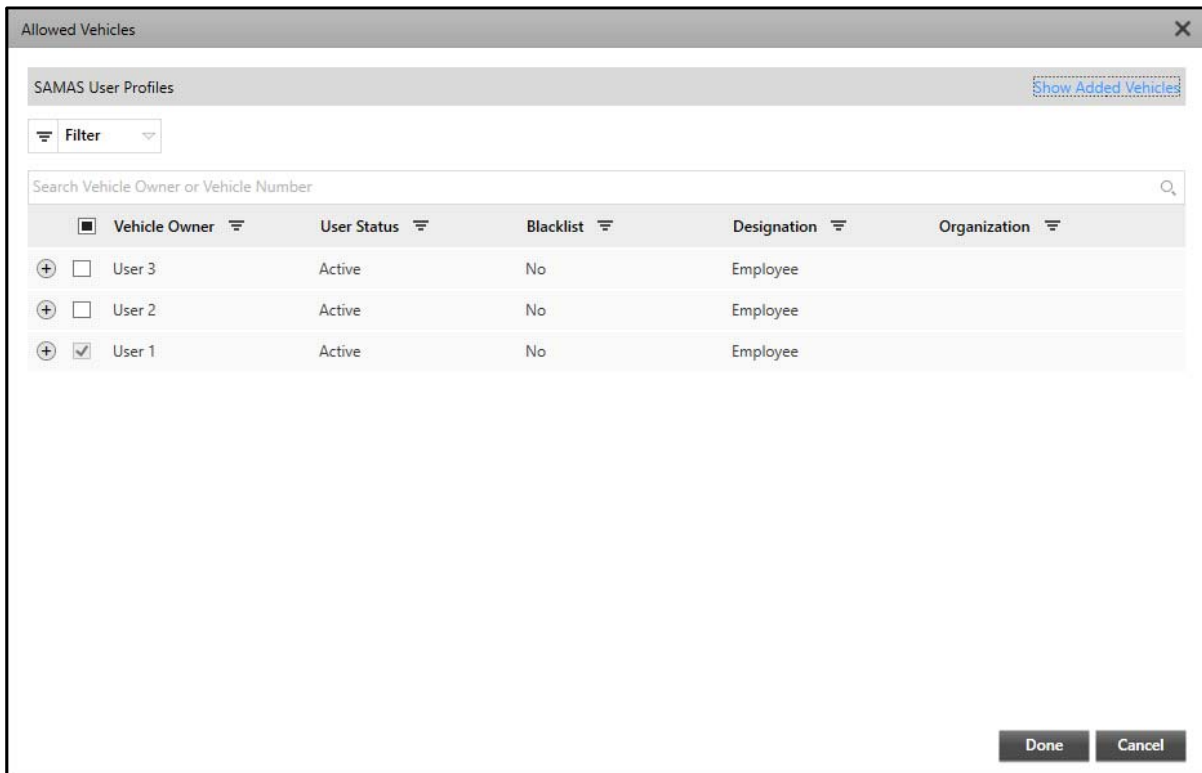 Allowed Vehicles
SAMAS User Profiles Show Added Vehicles
Filter
Search Vehicle Owner or Vehicle Number
Vehicle Owner User Status Blacklist Designation Organization
User 3 Active No Employee
User 2 Active No Employee
User 1 Active No Employee
Done Cancel